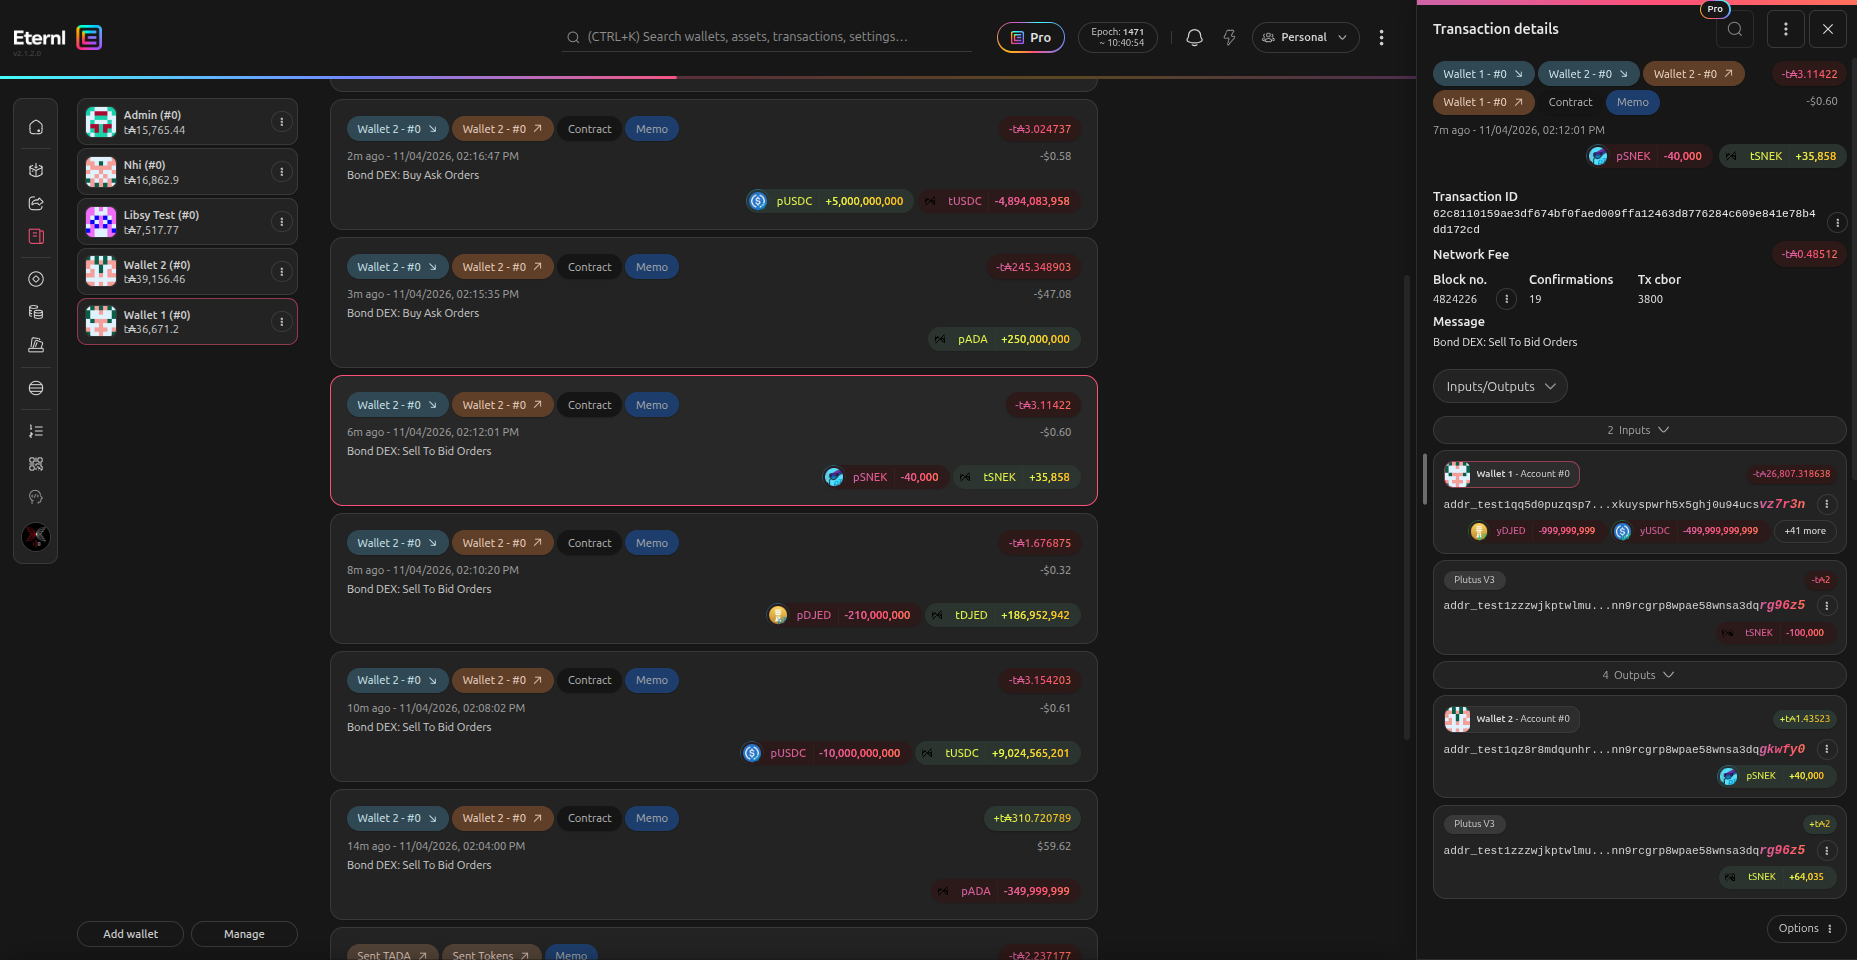 Eternl
v2.1.2.0
(CTRL+K) Search wallets, assets, transactions, settings...
Pro
Epoch: 1471
~ 10:40:54
Personal
Admin (#0)
t₳15,765.44
Nhi (#0)
t₳16,862.9
Libsy Test (#0)
t₳7,517.77
Wallet 2 (#0)
t₳39,156.46
Wallet 1 (#0)
t₳36,671.2
Add wallet
Manage
Wallet 2 - #0 ↘ Wallet 2 - #0 ↗ Contract Memo -t₳3.024737
2m ago - 11/04/2026, 02:16:47 PM -$0.58
Bond DEX: Buy Ask Orders
pUSDC +5,000,000,000 tUSDC -4,894,083,958
Wallet 2 - #0 ↘ Wallet 2 - #0 ↗ Contract Memo -t₳245.348903
3m ago - 11/04/2026, 02:15:35 PM -$47.08
Bond DEX: Buy Ask Orders
pADA +250,000,000
Wallet 2 - #0 ↘ Wallet 2 - #0 ↗ Contract Memo -t₳3.11422
6m ago - 11/04/2026, 02:12:01 PM -$0.60
Bond DEX: Sell To Bid Orders
pSNEK -40,000 tSNEK +35,858
Wallet 2 - #0 ↘ Wallet 2 - #0 ↗ Contract Memo -t₳1.676875
8m ago - 11/04/2026, 02:10:20 PM -$0.32
Bond DEX: Sell To Bid Orders
pDJED -210,000,000 tDJED +186,952,942
Wallet 2 - #0 ↘ Wallet 2 - #0 ↗ Contract Memo -t₳3.154203
10m ago - 11/04/2026, 02:08:02 PM -$0.61
Bond DEX: Sell To Bid Orders
pUSDC -10,000,000,000 tUSDC +9,024,565,201
Wallet 2 - #0 ↘ Wallet 2 - #0 ↗ Contract Memo +t₳310.720789
14m ago - 11/04/2026, 02:04:00 PM $59.62
Bond DEX: Sell To Bid Orders
pADA -349,999,999
Sent TADA ↗ Sent Tokens ↗ Memo -t₳2.237177
Pro
Transaction details
Wallet 1 - #0 ↘ Wallet 2 - #0 ↘ Wallet 2 - #0 ↗ -t₳3.11422
Wallet 1 - #0 ↗ Contract Memo -$0.60
7m ago - 11/04/2026, 02:12:01 PM
pSNEK -40,000 tSNEK +35,858
Transaction ID
62c8110159ae3df674bf0faed009ffa12463d8776284c609e841e78b4
dd172cd
Network Fee -t₳0.48512
Block no. Confirmations Tx cbor
4824226 19 3800
Message
Bond DEX: Sell To Bid Orders
Inputs/Outputs
2 Inputs
Wallet 1 - Account #0 -t₳26,807.318638
addr_test1qq5d0puzqsp7...xkuyspwrh5x5ghj0u94ucsvz7r3n
yDJED -999,999,999 yUSDC -499,999,999,999 +41 more
Plutus V3 -t₳2
addr_test1zzzwjkptwlmu...nn9rcgrp8wpae58wnsa3dqrg96z5
tSNEK -100,000
4 Outputs
Wallet 2 - Account #0 +t₳1.43523
addr_test1qz8r8mdqunhr...nn9rcgrp8wpae58wnsa3dqgkwfy0
pSNEK +40,000
Plutus V3 +t₳2
addr_test1zzzwjkptwlmu...nn9rcgrp8wpae58wnsa3dqrg96z5
tSNEK +64,035
Options